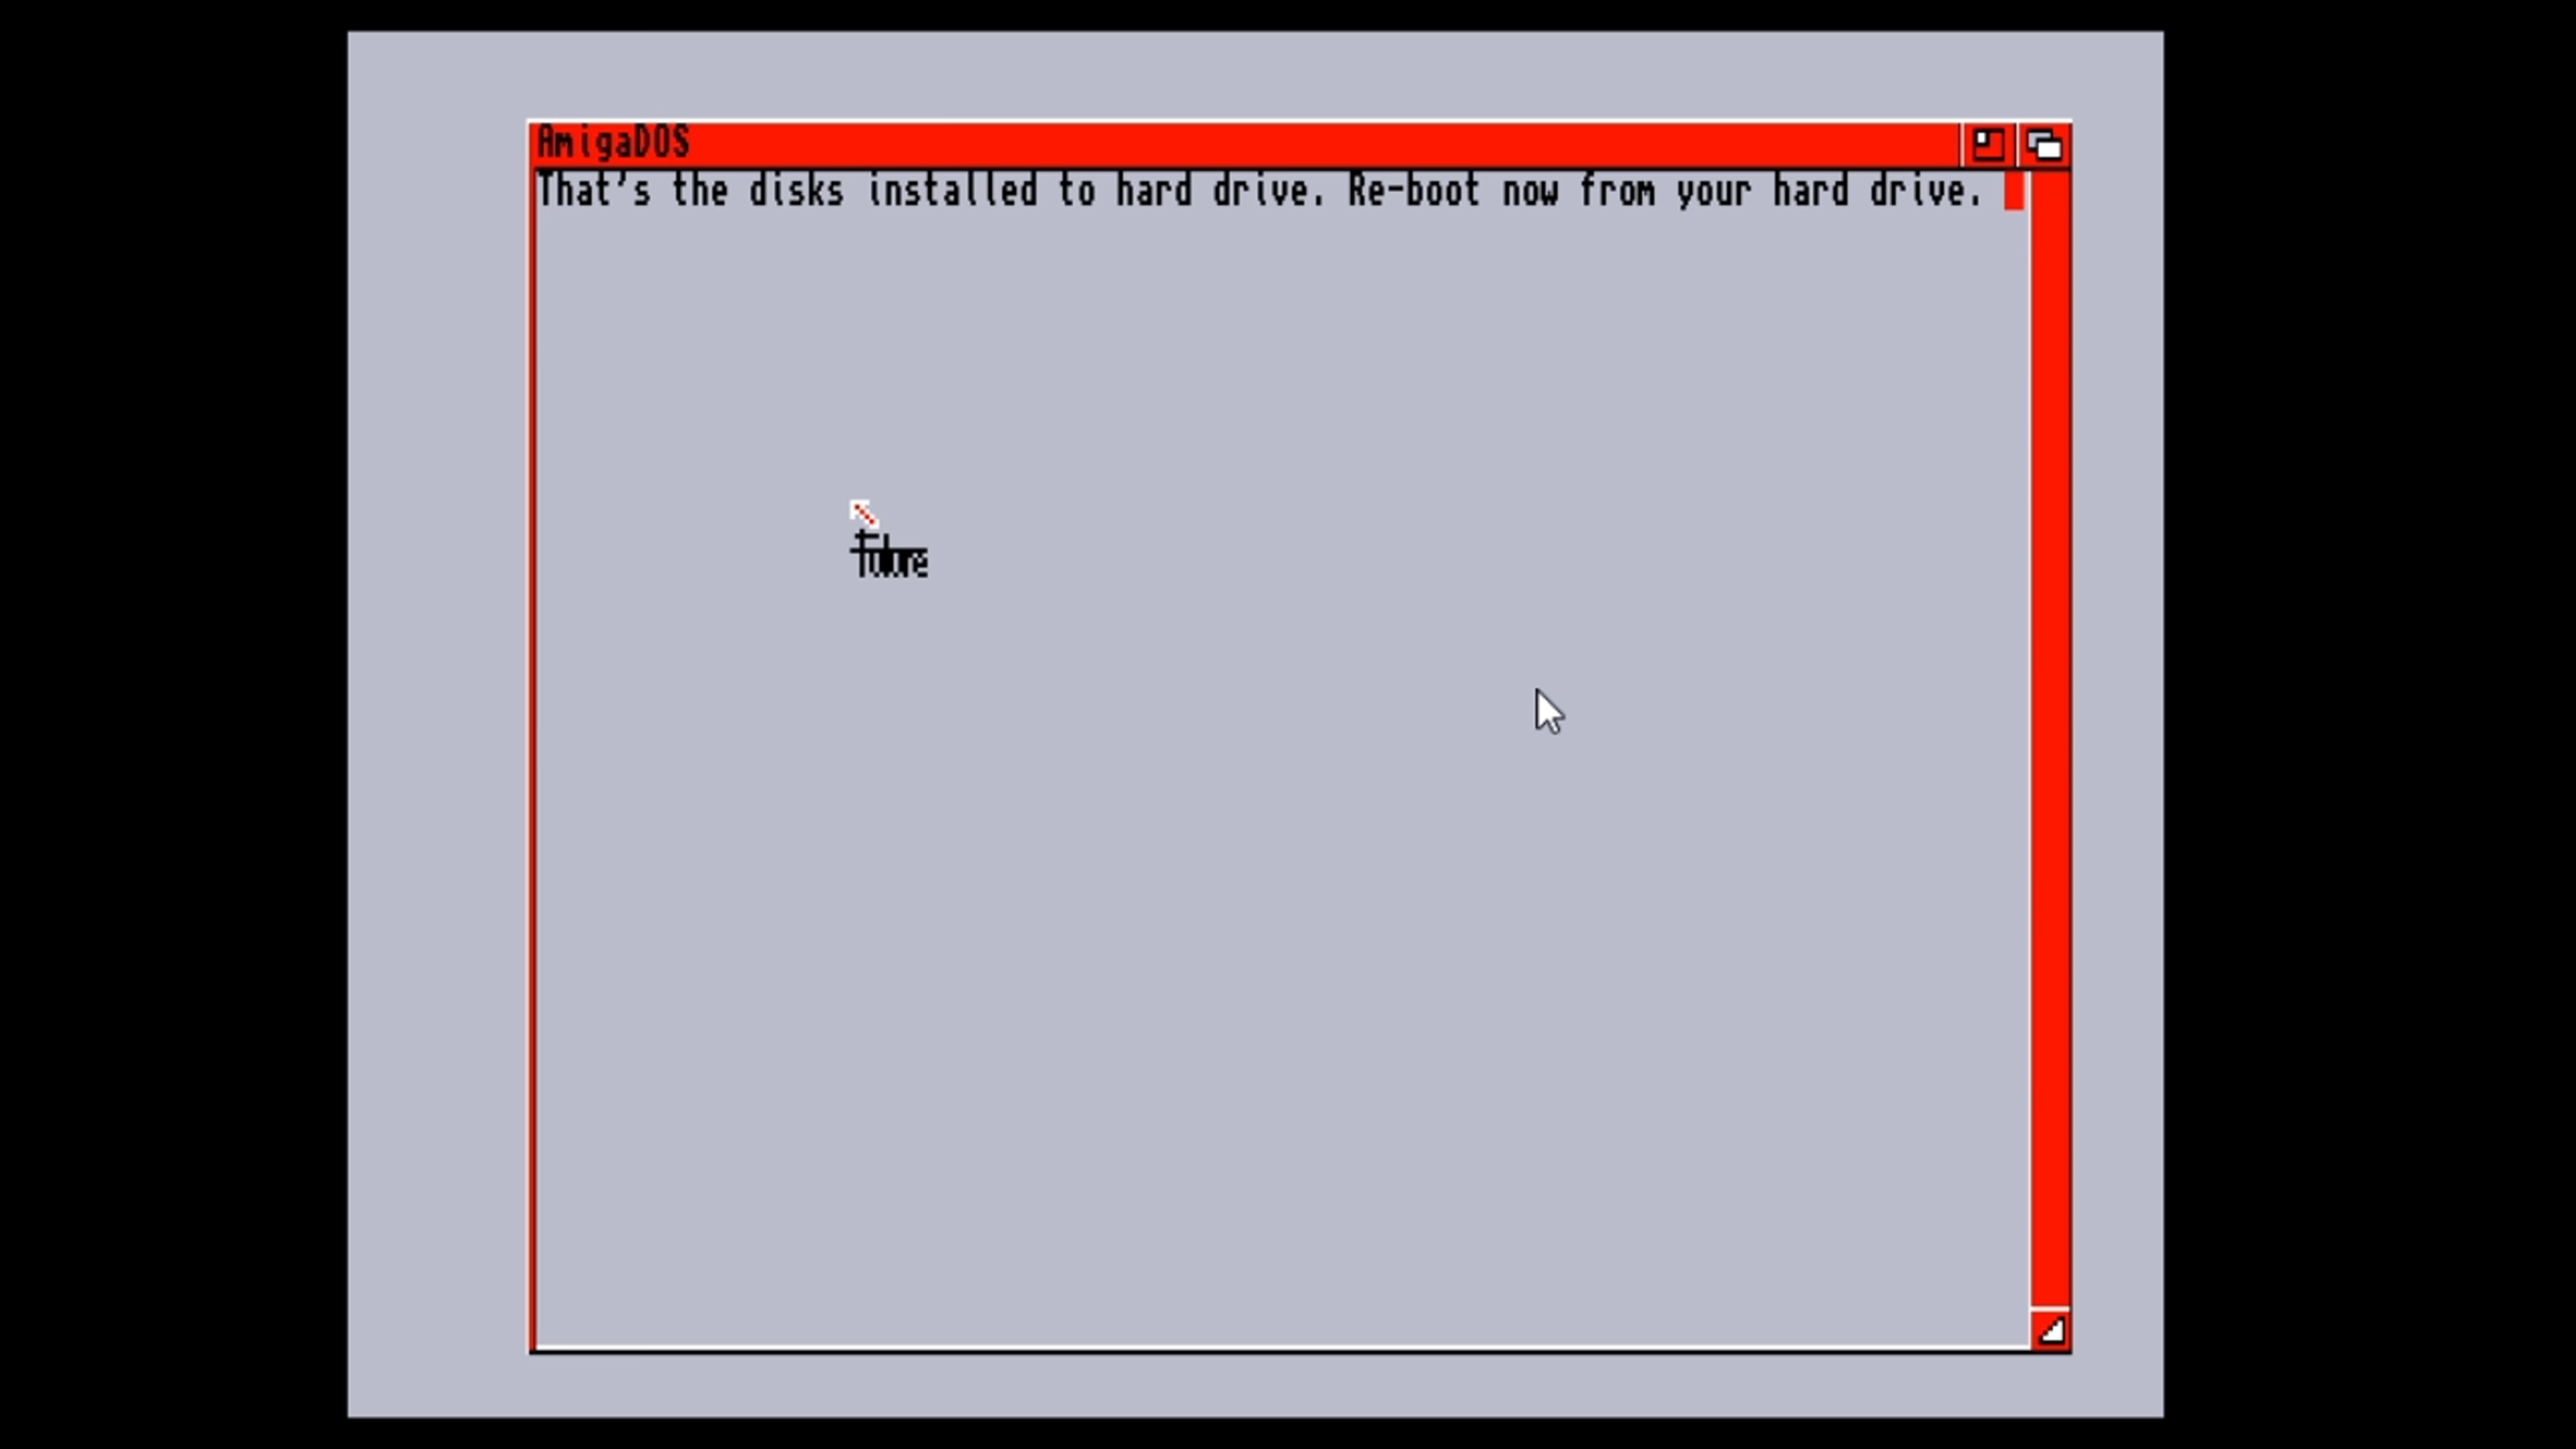 AmigaDOS
That's the disks installed to hard drive. Re-boot now from your hard drive.
future